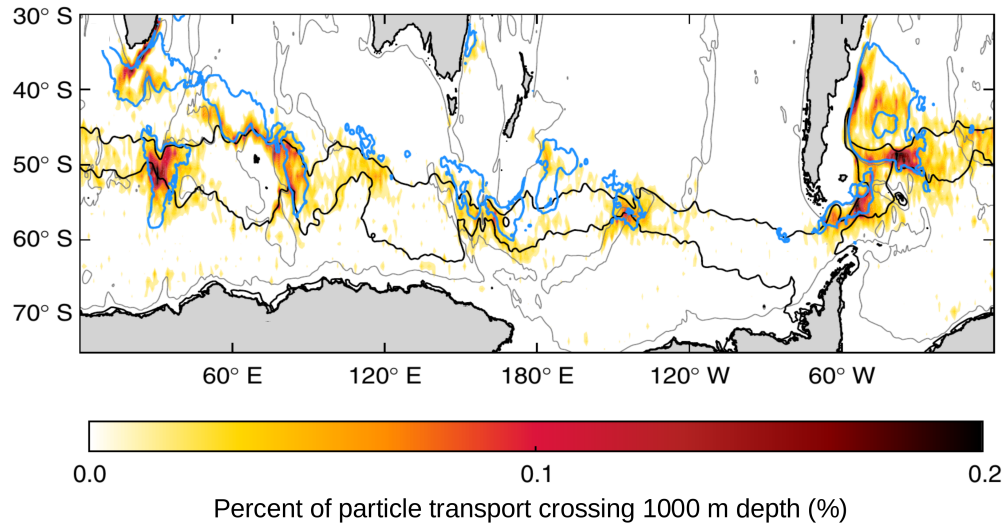 30° S
40° S
50° S
60° S
70° S
60° E
120° E
180° E
120° W
60° W
0.0
0.1
0.2
Percent of particle transport crossing 1000 m depth (%)